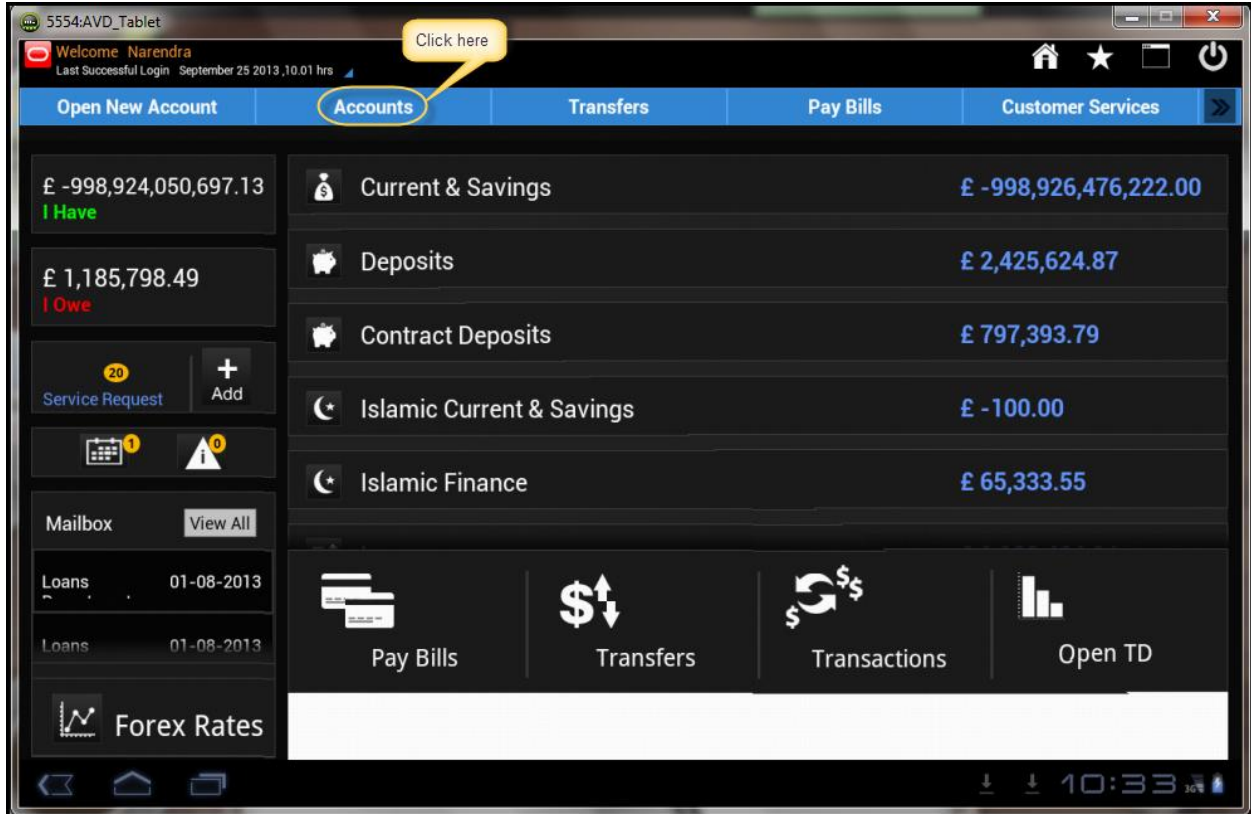 5554:AVD_Tablet
Click here
Welcome Narendra
Last Successful Login September 25 2013 ,10.01 hrs
Open New Account
Accounts
Transfers
Pay Bills
Customer Services
£ -998,924,050,697.13
I Have
£ 1,185,798.49
I Owe
20
Service Request
Add
1
0
Mailbox
View All
Loans 01-08-2013
Loans 01-08-2013
Forex Rates
Current & Savings £ -998,926,476,222.00
Deposits £ 2,425,624.87
Contract Deposits £ 797,393.79
Islamic Current & Savings £ -100.00
Islamic Finance £ 65,333.55
Pay Bills
Transfers
Transactions
Open TD
10:33
3G